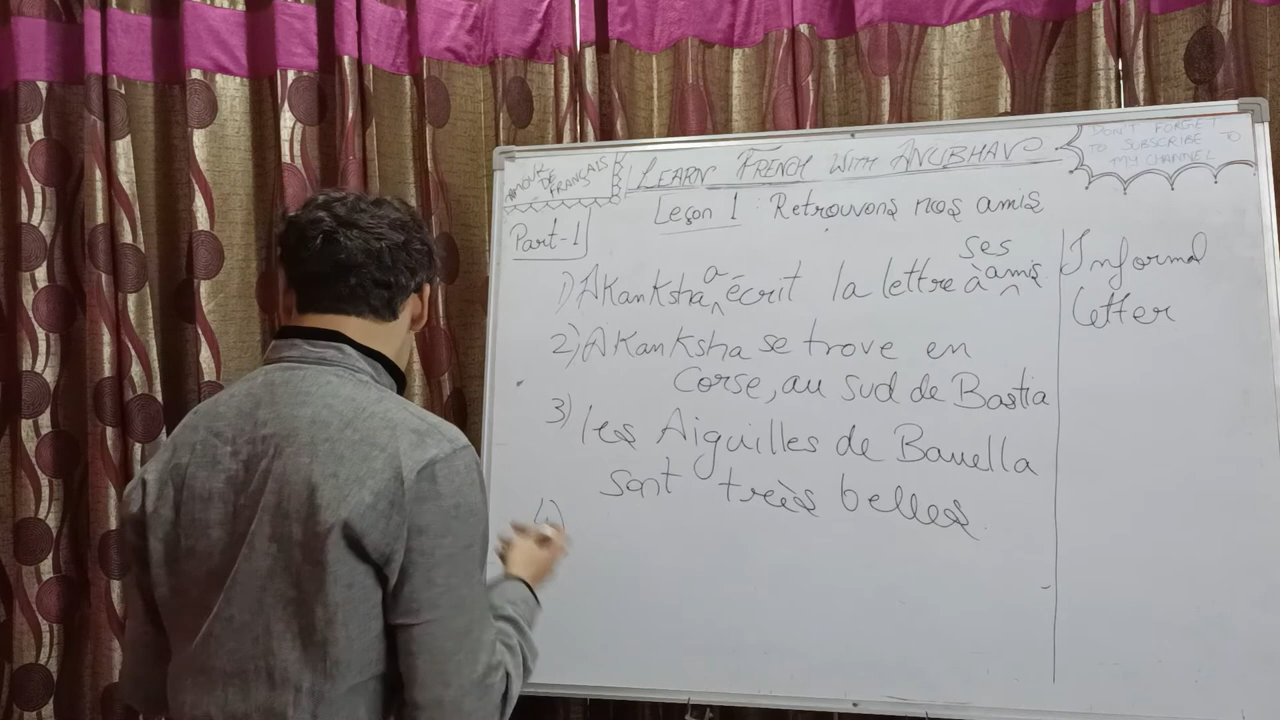 AMOUR DE FRANÇAIS
LEARN FRENCH WITH ANUBHAV
DON'T FORGET TO SUBSCRIBE TO MY CHANNEL
Leçon 1 : Retrouvons nos amis
Part-1
1) Akanksha a écrit la lettre à ses amis.
2) Akanksha se trove en
Corse, au sud de Bastia
3) les Aiguilles de Bauella
sont très belles.
4)
Informal
letter